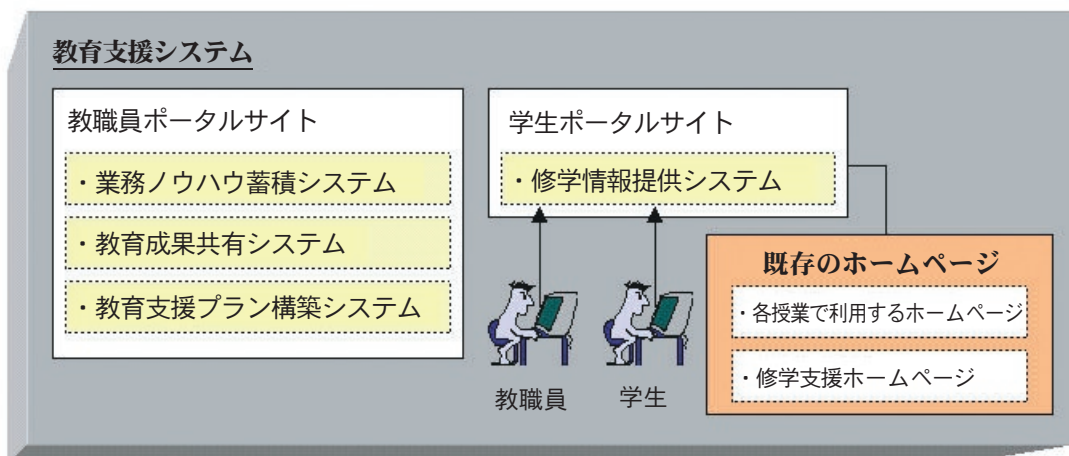 教育支援システム
教職員ポータルサイト
・業務ノウハウ蓄積システム
・教育成果共有システム
・教育支援プラン構築システム
学生ポータルサイト
・修学情報提供システム
既存のホームページ
・各授業で利用するホームページ
・修学支援ホームページ
教職員
学生